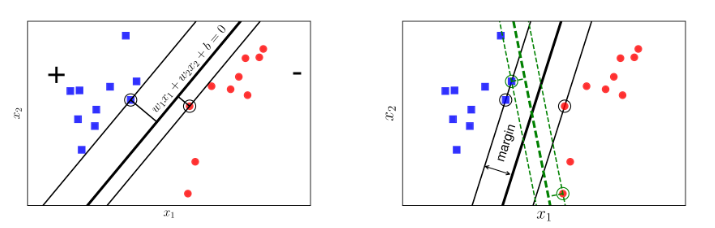 +
-
w₁x₁ + w₂x₂ + b = 0
x₂
x₁
margin
x₂
x₁